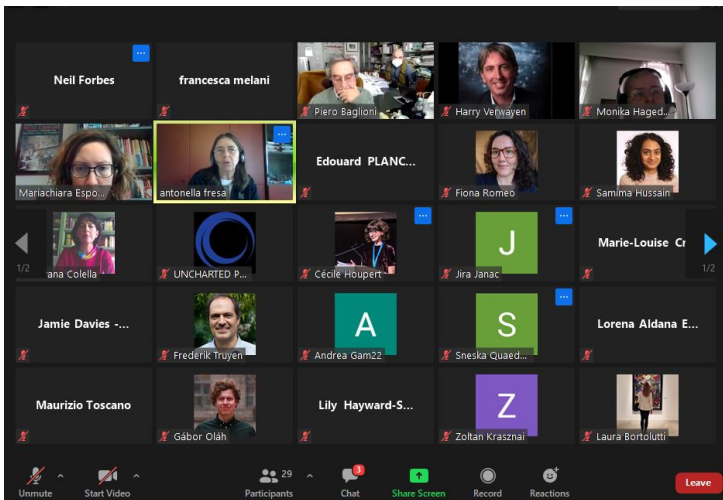 Neil Forbes
francesca melani
Piero Baglioni
Harry Verwayen
Monika Haged...
Mariachiara Espo...
antonella fresa
Edouard PLANC...
Fiona Romeo
Samima Hussain
1/2
ana Colella
UNCHARTED P...
Cécile Houpert
J
Jira Janac
Marie-Louise Cr
1/2
Jamie Davies -...
Frederik Truyen
A
Andrea Gam22
S
Sneska Quaed...
Lorena Aldana E...
Maurizio Toscano
Gábor Oláh
Lily Hayward-S...
Z
Zoltan Krasznai
Laura Bortolutti
Unmute
Start Video
29
Participants
3
Chat
Share Screen
Record
Reactions
Leave